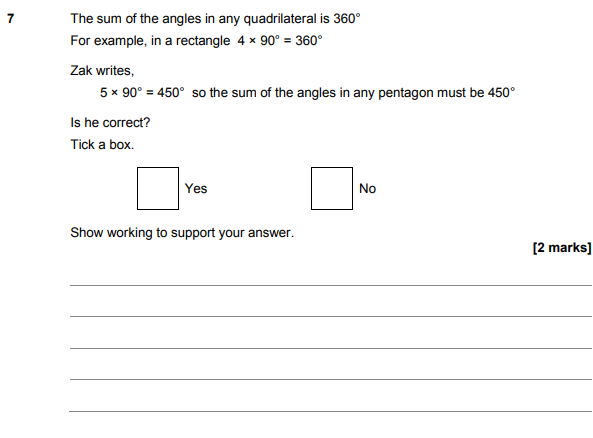 7 The sum of the angles in any quadrilateral is 360°
For example, in a rectangle 4 × 90° = 360°
Zak writes,
5 × 90° = 450° so the sum of the angles in any pentagon must be 450°
Is he correct?
Tick a box.
Yes No
Show working to support your answer.
[2 marks]